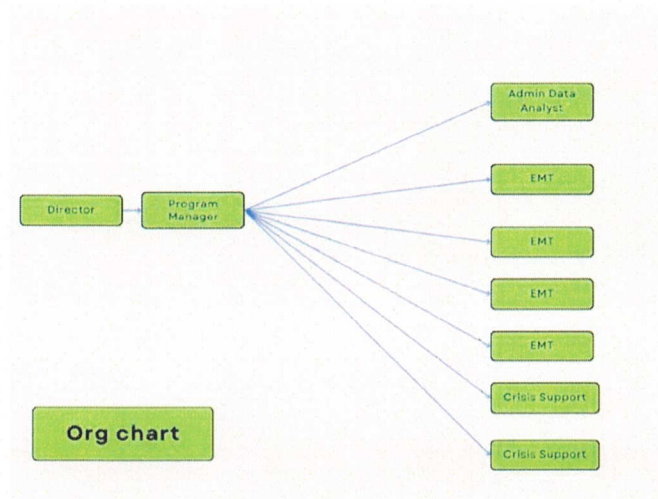 Admin Data
Analyst
EMT
Director
Program
Manager
EMT
EMT
EMT
Crisis Support
Org chart
Crisis Support